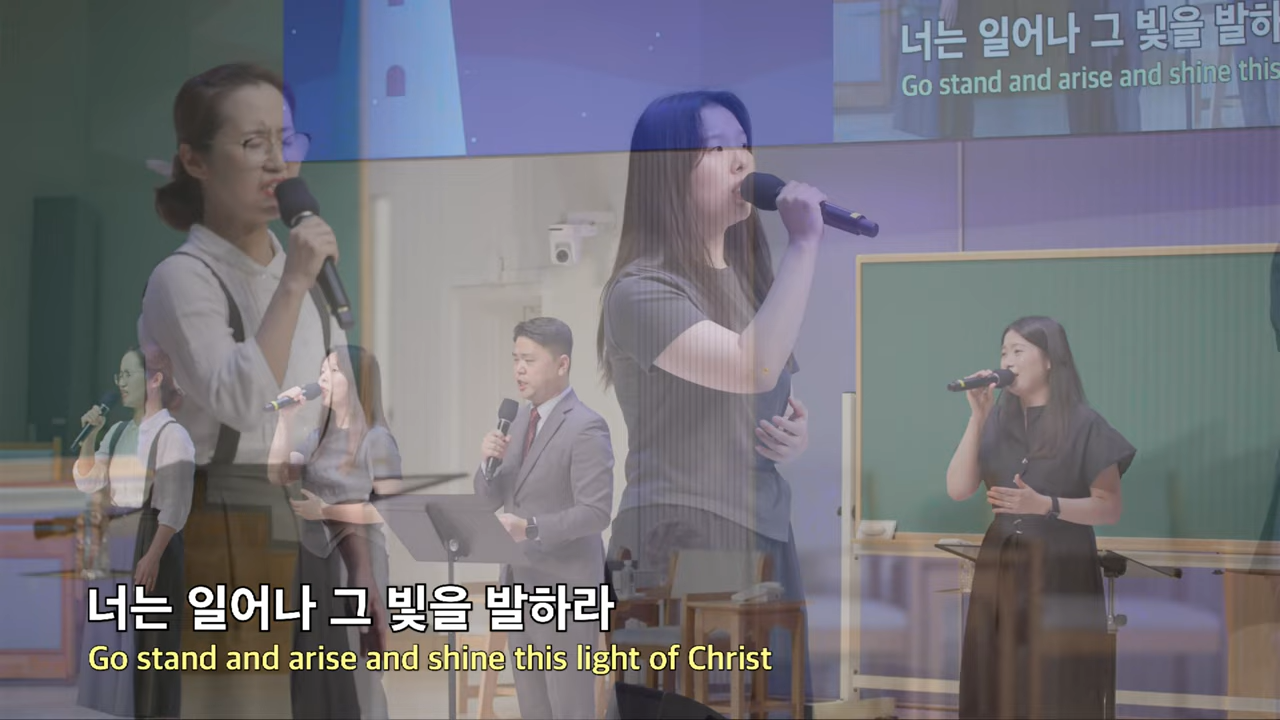 너는 일어나 그 빛을 발하
Go stand and arise and shine this
너는 일어나 그 빛을 발하라
Go stand and arise and shine this light of Christ